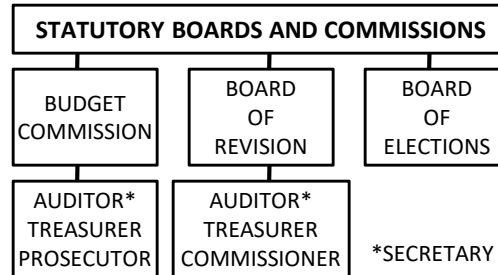 STATUTORY BOARDS AND COMMISSIONS
BUDGET
COMMISSION
BOARD
OF
REVISION
BOARD
OF
ELECTIONS
AUDITOR*
TREASURER
PROSECUTOR
AUDITOR*
TREASURER
COMMISSIONER
*SECRETARY